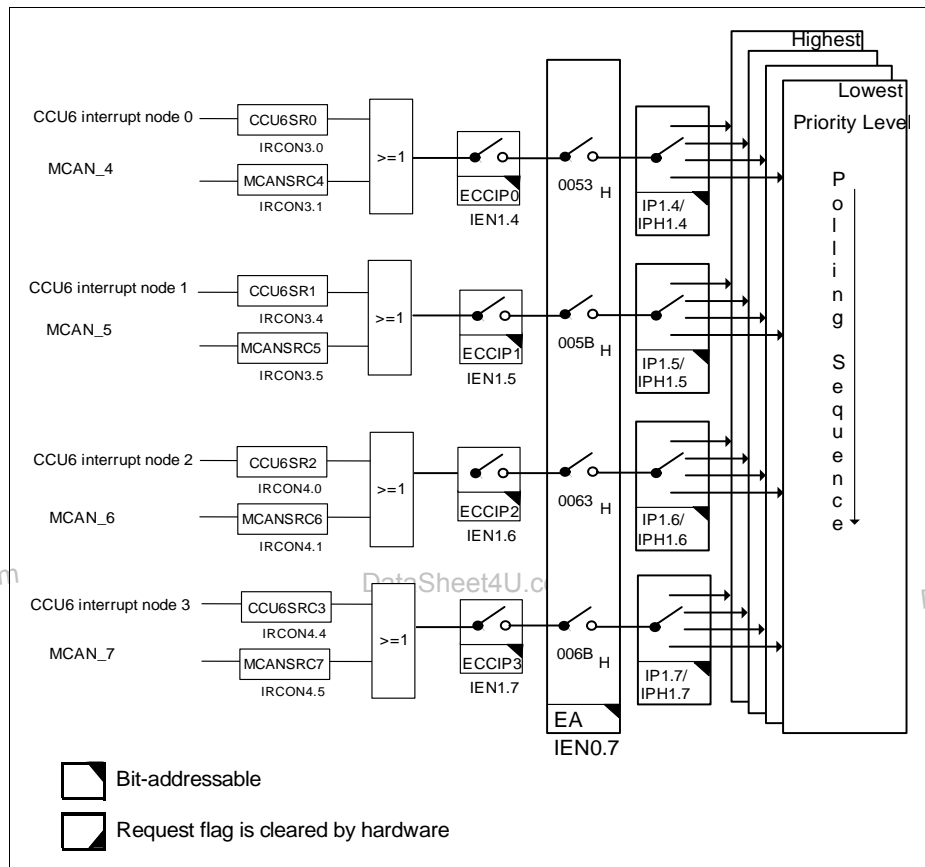 Highest
Lowest
Priority Level
Polling Sequence
CCU6 interrupt node 0
CCU6SR0
IRCON3.0
MCAN_4
MCANSRC4
IRCON3.1
>=1
ECCIP0
IEN1.4
0053 H
IP1.4/
IPH1.4
CCU6 interrupt node 1
CCU6SR1
IRCON3.4
MCAN_5
MCANSRC5
IRCON3.5
>=1
ECCIP1
IEN1.5
005B H
IP1.5/
IPH1.5
CCU6 interrupt node 2
CCU6SR2
IRCON4.0
MCAN_6
MCANSRC6
IRCON4.1
>=1
ECCIP2
IEN1.6
0063 H
IP1.6/
IPH1.6
m
DataSheet4U.co
CCU6 interrupt node 3
CCU6SRC3
IRCON4.4
MCAN_7
MCANSRC7
IRCON4.5
>=1
ECCIP3
IEN1.7
006B H
IP1.7/
IPH1.7
EA
IEN0.7
Bit-addressable
Request flag is cleared by hardware